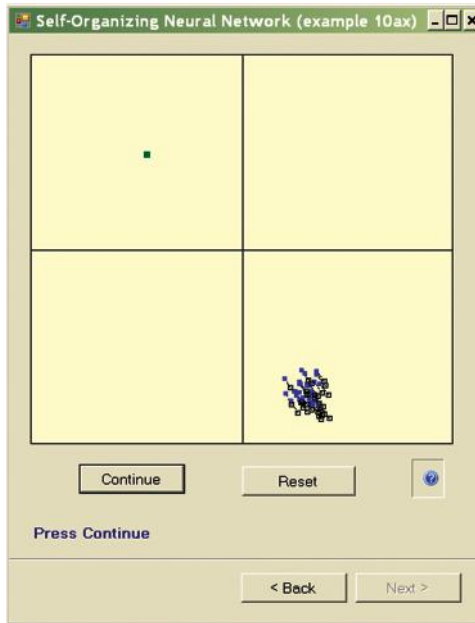 Self-Organizing Neural Network (example 10ax)
Continue
Reset
Press Continue
< Back
Next >